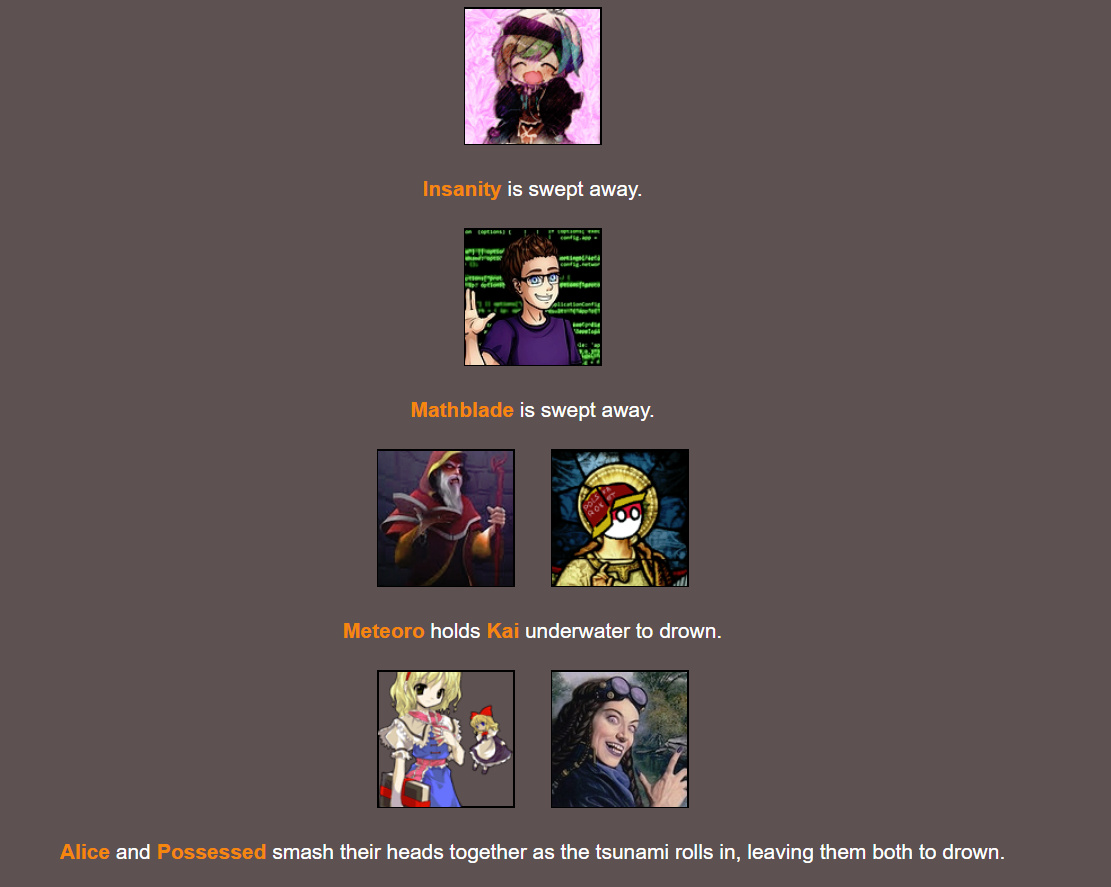 Insanity is swept away.
Mathblade is swept away.
Meteoro holds Kai underwater to drown.
Alice and Possessed smash their heads together as the tsunami rolls in, leaving them both to drown.